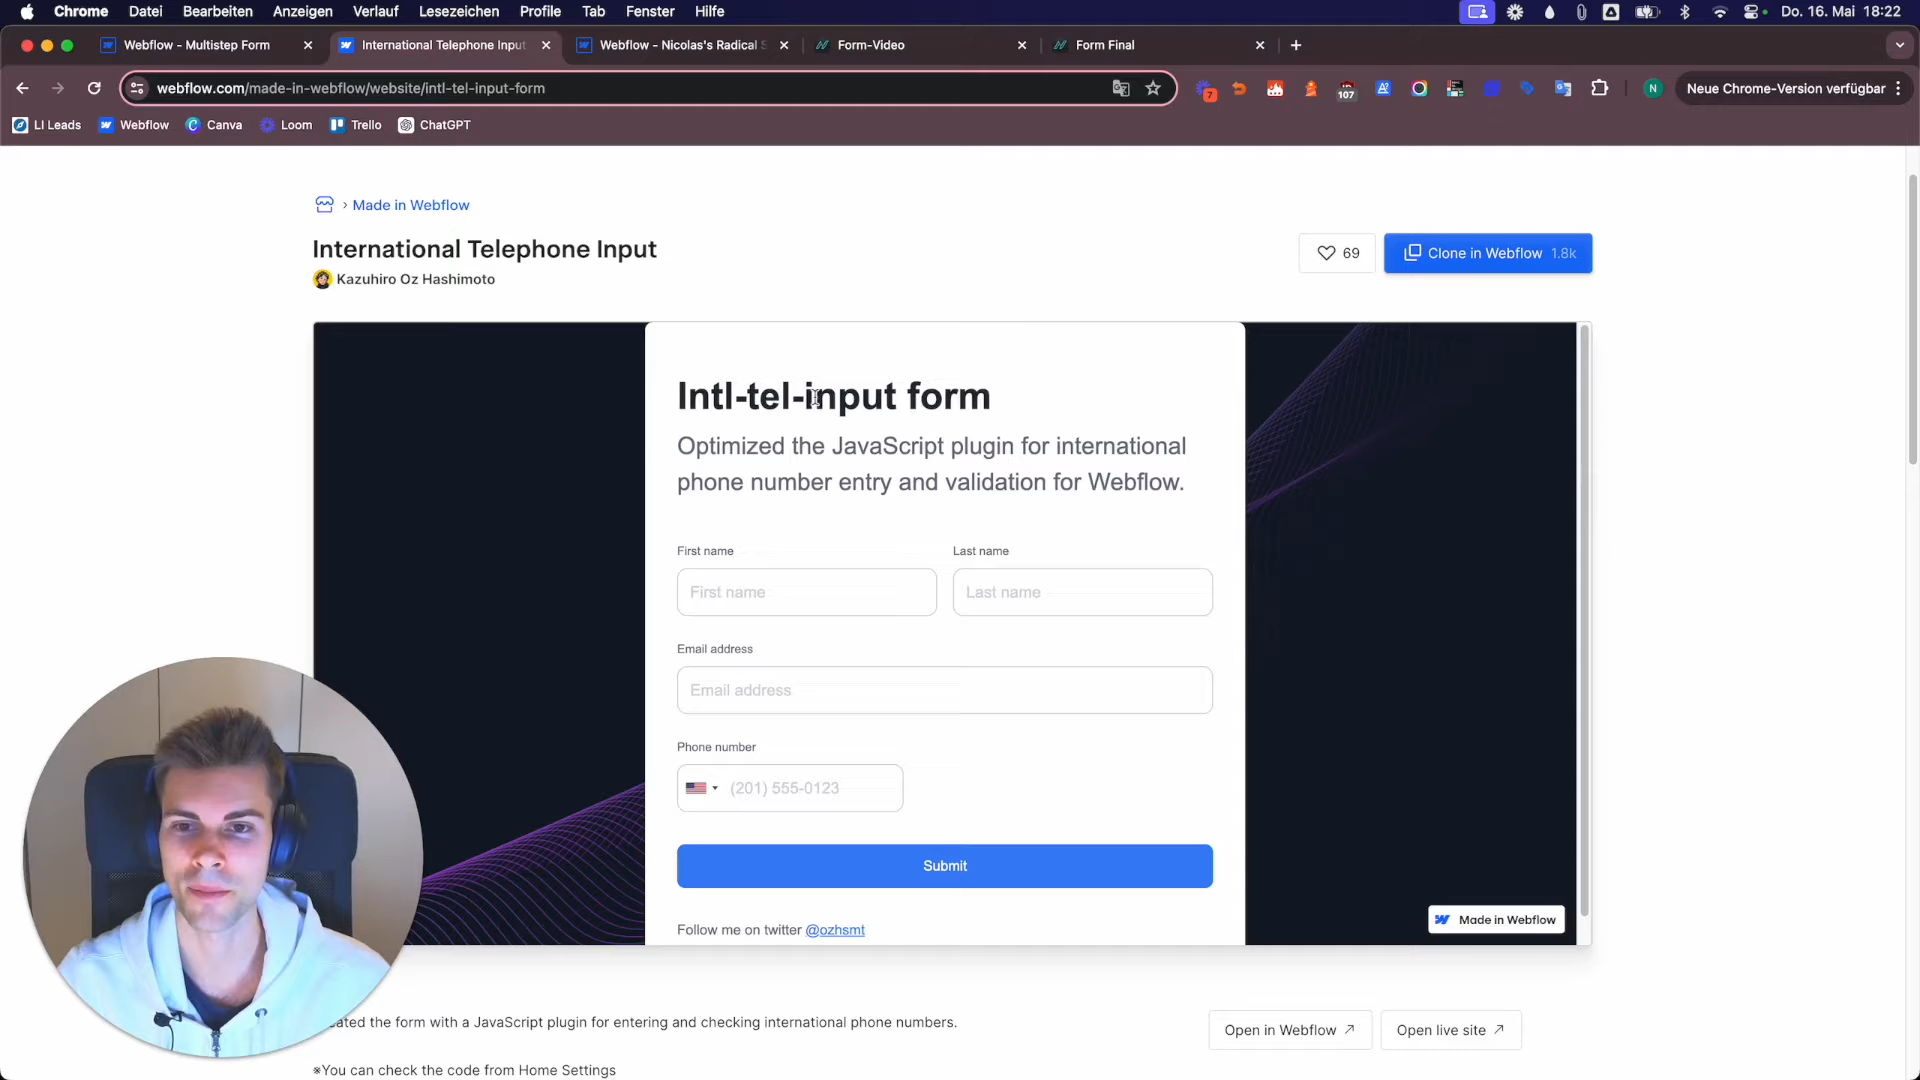 Chrome Datei Bearbeiten Anzeigen Verlauf Lesezeichen Profile Tab Fenster Hilfe Do. 16. Mai 18:22
Webflow - Multistep Form International Telephone Input Webflow - Nicolas's Radical S Form-Video Form Final
webflow.com/made-in-webflow/website/intl-tel-input-form 7 107 N Neue Chrome-Version verfügbar
LI Leads Webflow Canva Loom Trello ChatGPT
Made in Webflow
International Telephone Input
Kazuhiro Oz Hashimoto
69
Clone in Webflow 1.8k
Intl-tel-input form
Optimized the JavaScript plugin for international
phone number entry and validation for Webflow.
First name Last name
First name Last name
Email address
Email address
Phone number
(201) 555-0123
Submit
Made in Webflow
Follow me on twitter @ozhsmt
the form with a JavaScript plugin for entering and checking international phone numbers.
Open in Webflow Open live site
※You can check the code from Home Settings